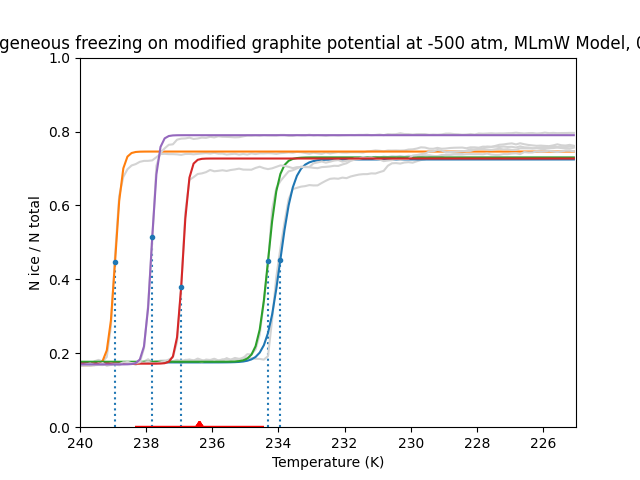 geneous freezing on modified graphite potential at -500 atm, MLmW Model,
1.0
0.8
0.6
0.4
0.2
0.0
N ice / N total
240 238 236 234 232 230 228 226
Temperature (K)